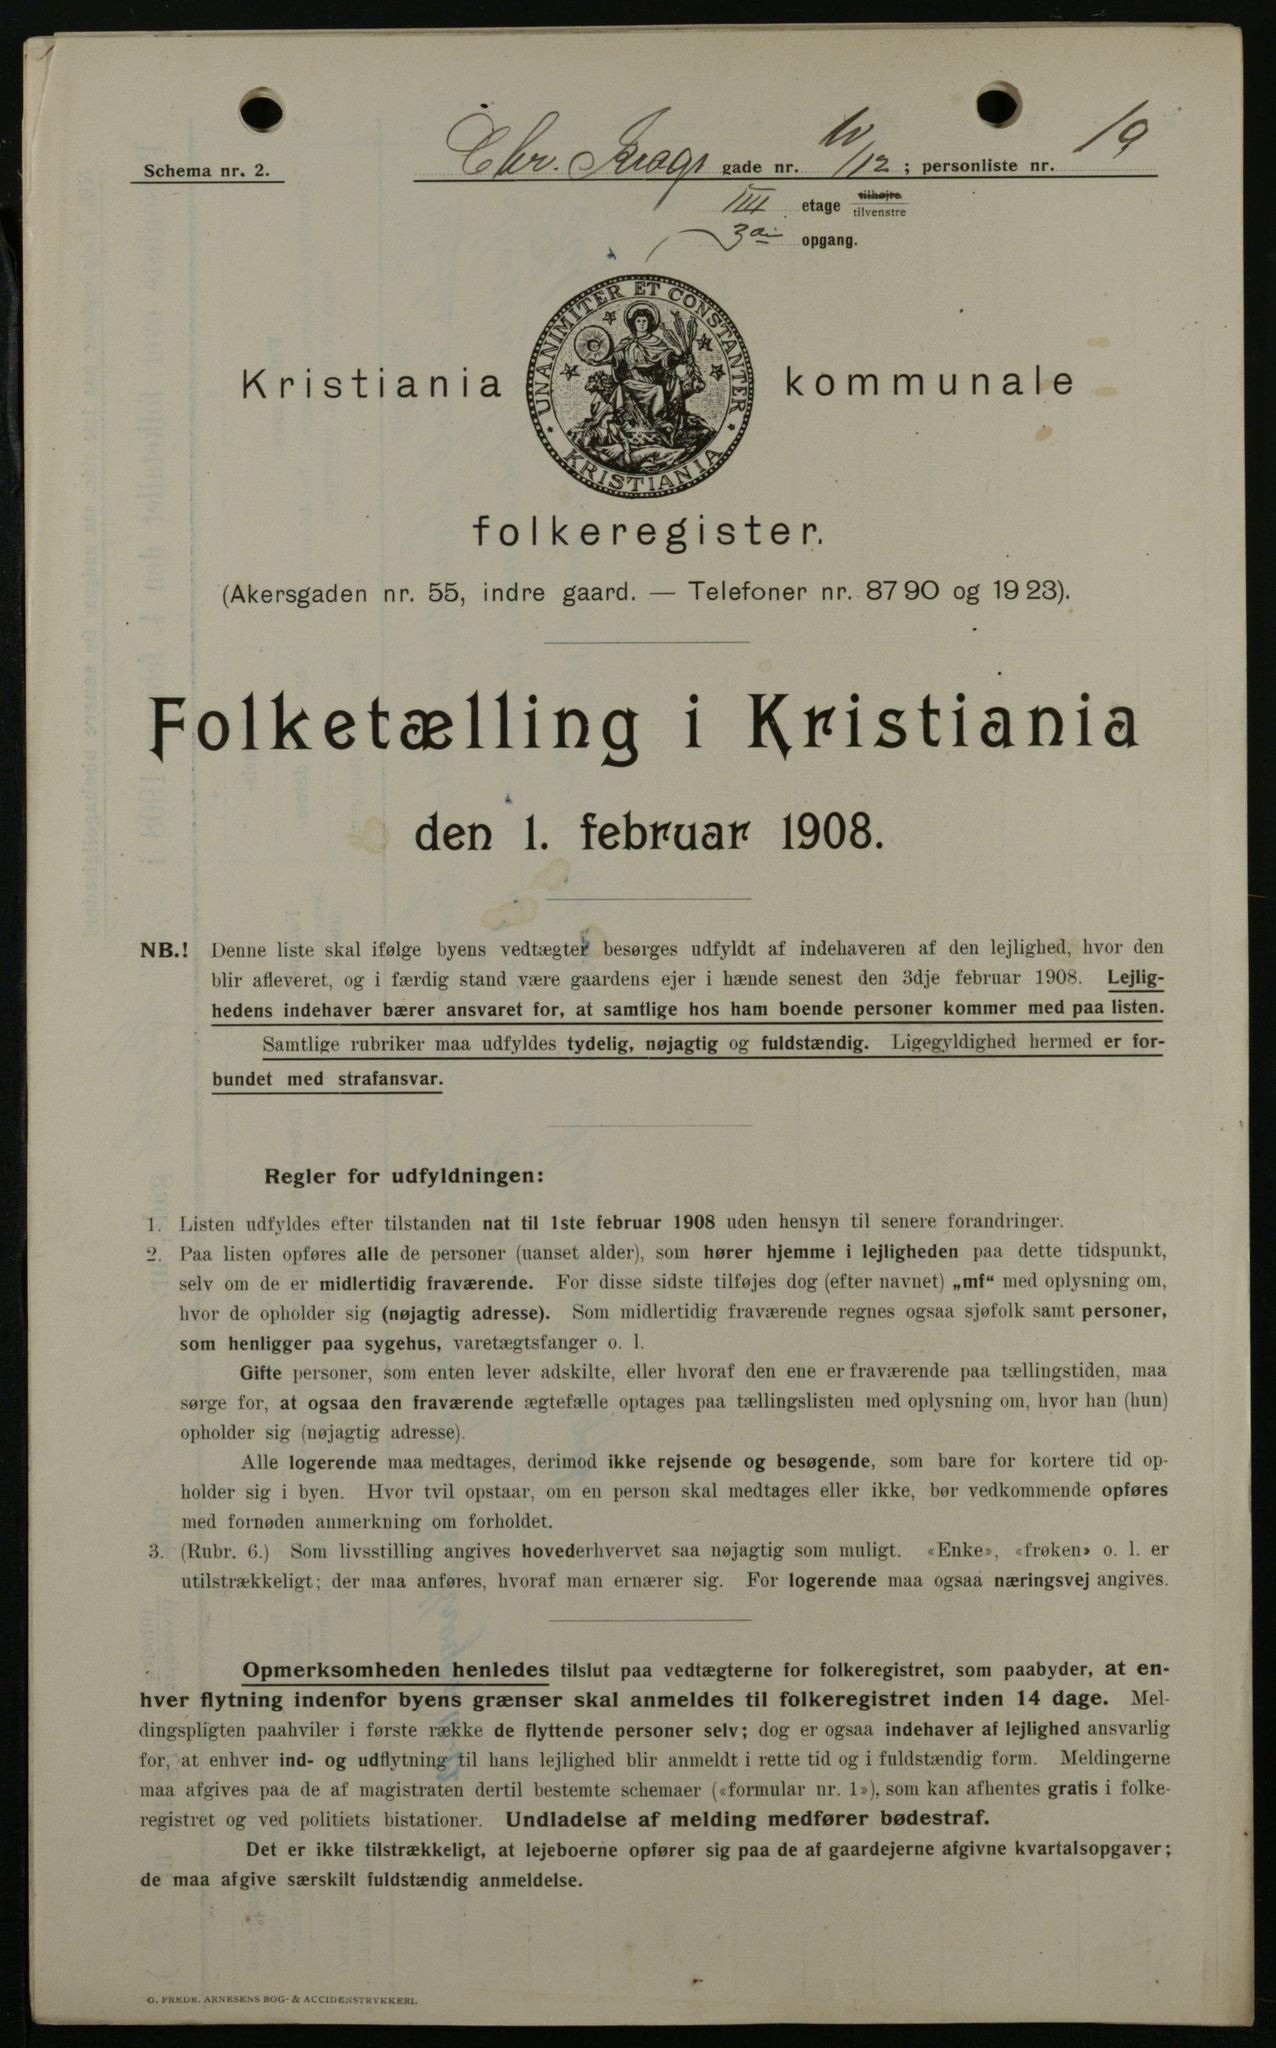 Schema nr. 2.
Chr. Krogs gade nr. 10/12 ; personliste nr. 19
III etage tilhøjre tilvenstre
3die opgang.
UNANIMITER ET CONSTANTER
KRISTIANIA
Kristiania kommunale
folkeregister.
(Akersgaden nr. 55, indre gaard. — Telefoner nr. 8790 og 1923).
Folketælling i Kristiania
den 1. februar 1908.
NB.! Denne liste skal ifølge byens vedtægter besørges udfyldt af indehaveren af den lejlighed, hvor den
blir afleveret, og i færdig stand være gaardens ejer i hænde senest den 3dje februar 1908. Lejlig-
hedens indehaver bærer ansvaret for, at samtlige hos ham boende personer kommer med paa listen.
Samtlige rubriker maa udfyldes tydelig, nøjagtig og fuldstændig. Ligegyldighed hermed er for-
bundet med strafansvar.
Regler for udfyldningen:
1. Listen udfyldes efter tilstanden nat til 1ste februar 1908 uden hensyn til senere forandringer.
2. Paa listen opføres alle de personer (uanset alder), som hører hjemme i lejligheden paa dette tidspunkt,
selv om de er midlertidig fraværende. For disse sidste tilføjes dog (efter navnet) „mf“ med oplysning om,
hvor de opholder sig (nøjagtig adresse). Som midlertidig fraværende regnes ogsaa sjøfolk samt personer,
som henligger paa sygehus, varetægtsfanger o. l.
Gifte personer, som enten lever adskilte, eller hvoraf den ene er fraværende paa tællingstiden, maa
sørge for, at ogsaa den fraværende ægtefælle optages paa tællingslisten med oplysning om, hvor han (hun)
opholder sig (nøjagtig adresse).
Alle logerende maa medtages, derimod ikke rejsende og besøgende, som bare for kortere tid op-
holder sig i byen. Hvor tvil opstaar, om en person skal medtages eller ikke, bør vedkommende opføres
med fornøden anmerkning om forholdet.
3. (Rubr. 6.) Som livsstilling angives hovederhvervet saa nøjagtig som muligt. «Enke», «frøken» o. l. er
utilstrækkeligt; der maa anføres, hvoraf man ernærer sig. For logerende maa ogsaa næringsvej angives.
Opmerksomheden henledes tilslut paa vedtægterne for folkeregistret, som paabyder, at en-
hver flytning indenfor byens grænser skal anmeldes til folkeregistret inden 14 dage. Mel-
dingspligten paahviler i første række de flyttende personer selv; dog er ogsaa indehaver af lejlighed ansvarlig
for, at enhver ind- og udflytning til hans lejlighed blir anmeldt i rette tid og i fuldstændig form. Meldingerne
maa afgives paa de af magistraten dertil bestemte schemaer («formular nr. 1»), som kan afhentes gratis i folke-
registret og ved politiets bistationer. Undladelse af melding medfører bødestraf.
Det er ikke tilstrækkeligt, at lejeboerne opfører sig paa de af gaardejerne afgivne kvartalsopgaver;
de maa afgive særskilt fuldstændig anmeldelse.
O. FREDR. ARNESENS BOG- & ACCIDENSTRYKKERI.